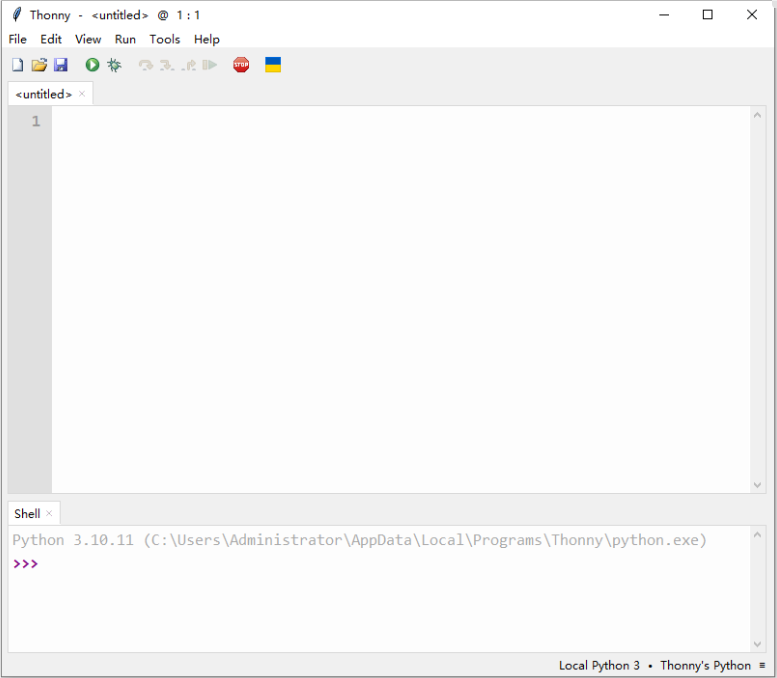 Thonny - <untitled> @ 1 : 1
File Edit View Run Tools Help
STOP
<untitled> ×
1
Shell ×
Python 3.10.11 (C:\Users\Administrator\AppData\Local\Programs\Thonny\python.exe)
>>>
Local Python 3 • Thonny's Python ≡